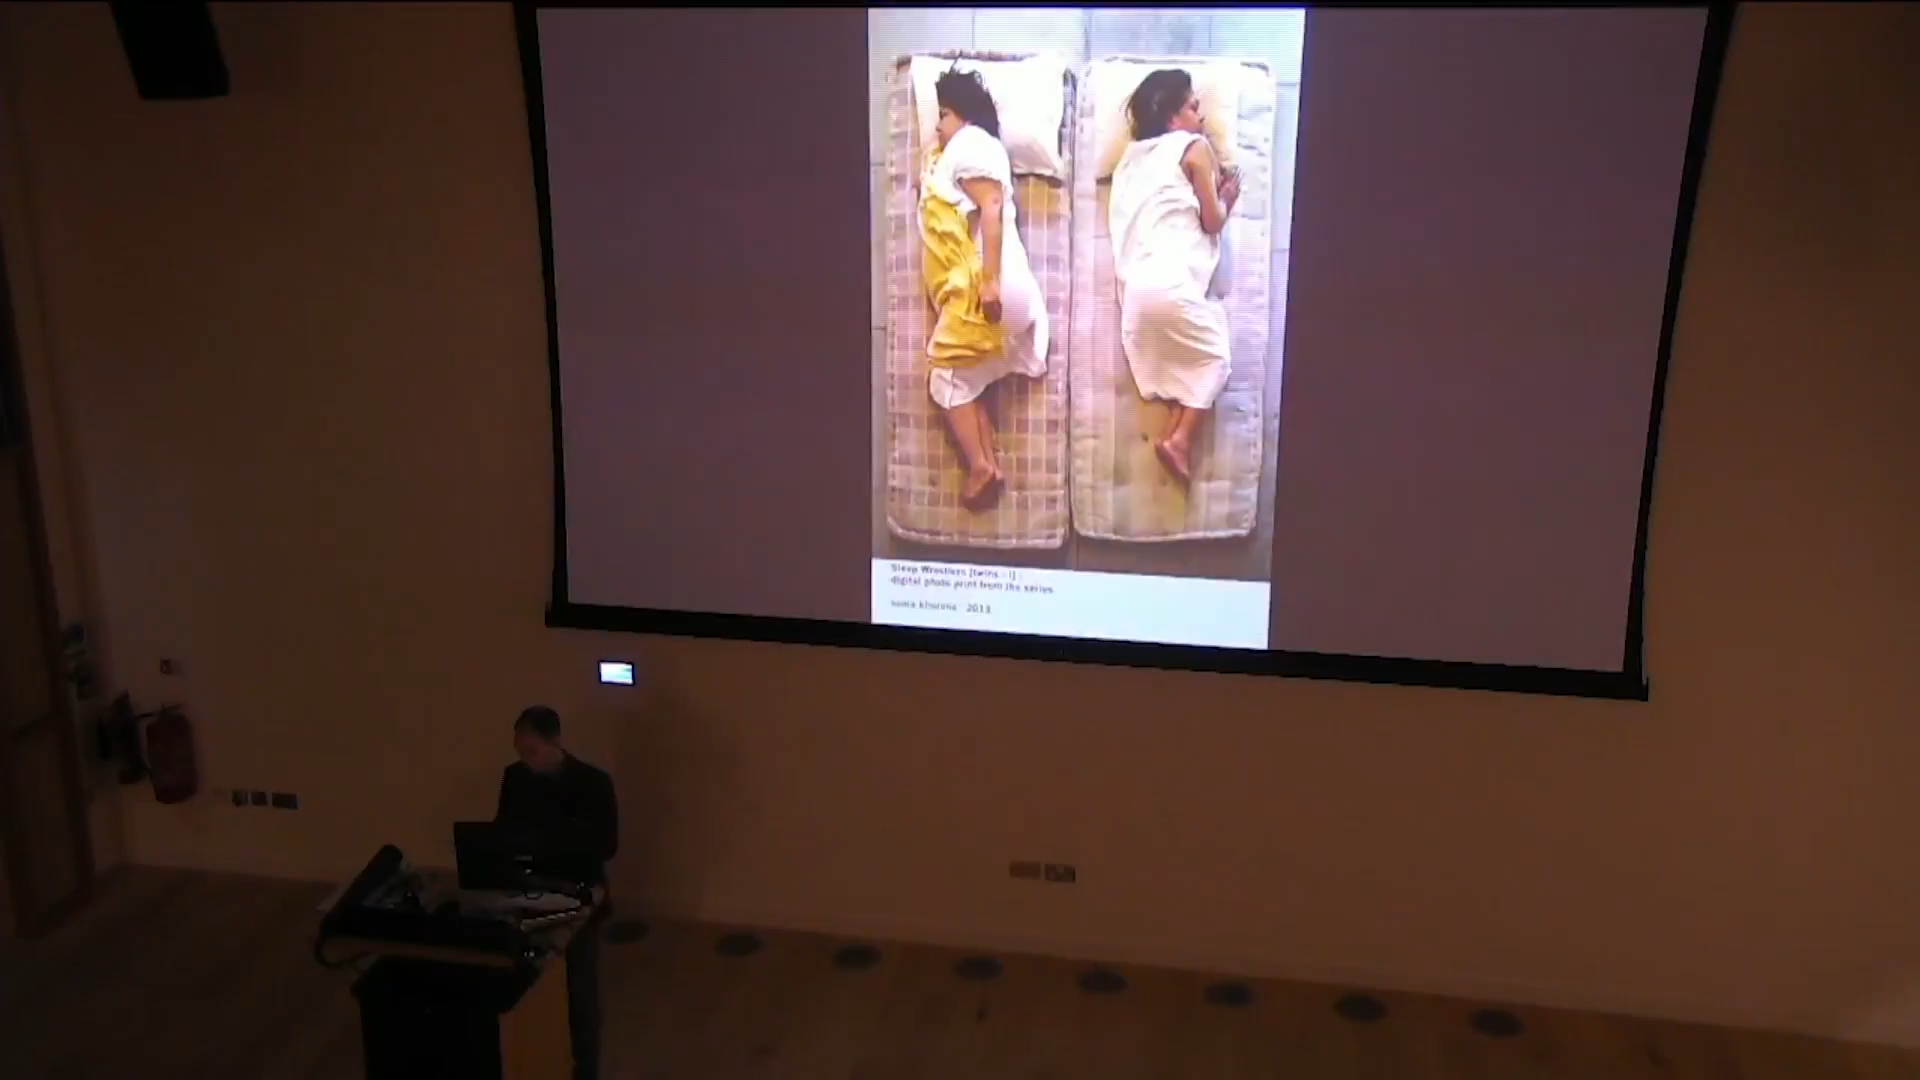 Sleep Wrestlers [twins - i]
digital photo print from the series
sonia khurana 2013